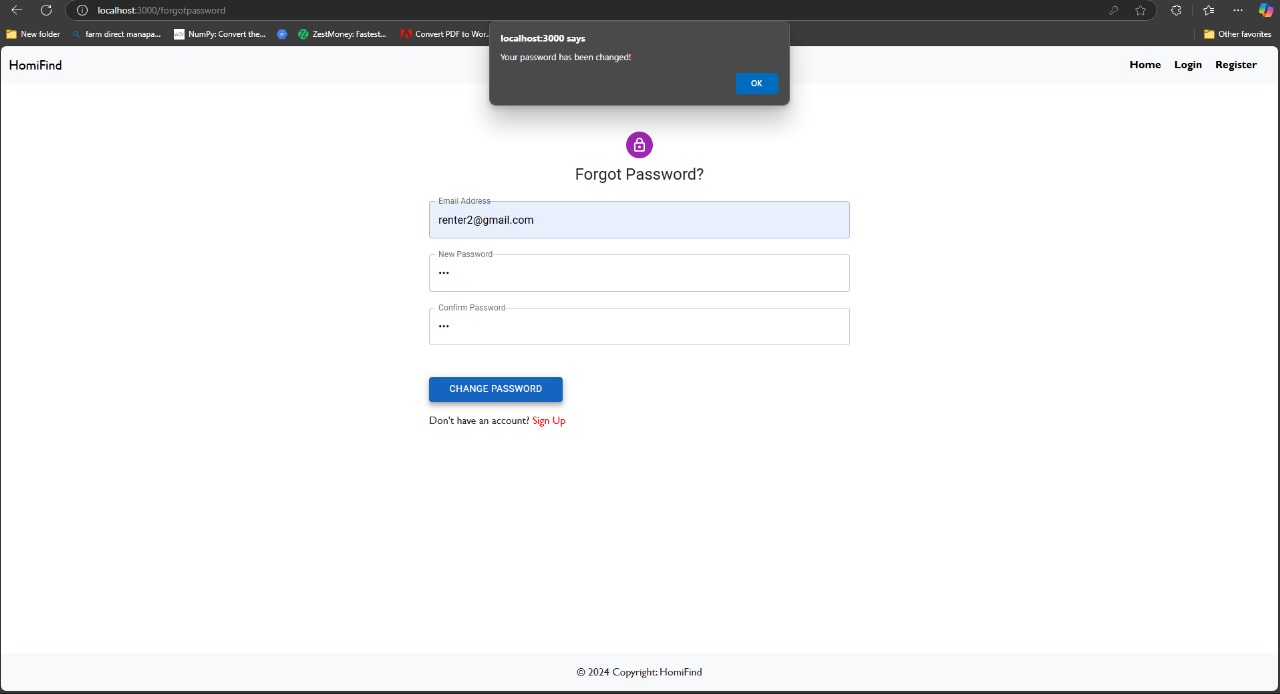 localhost:3000/forgotpassword
New folder
farm direct manapa...
NumPy: Convert the...
ZestMoney: Fastest...
Convert PDF to Wor...
Other favorites
localhost:3000 says
Your password has been changed!
OK
HomiFind
Home Login Register
Forgot Password?
Email Address
renter2@gmail.com
New Password
•••
Confirm Password
•••
CHANGE PASSWORD
Don't have an account? Sign Up
© 2024 Copyright: HomiFind